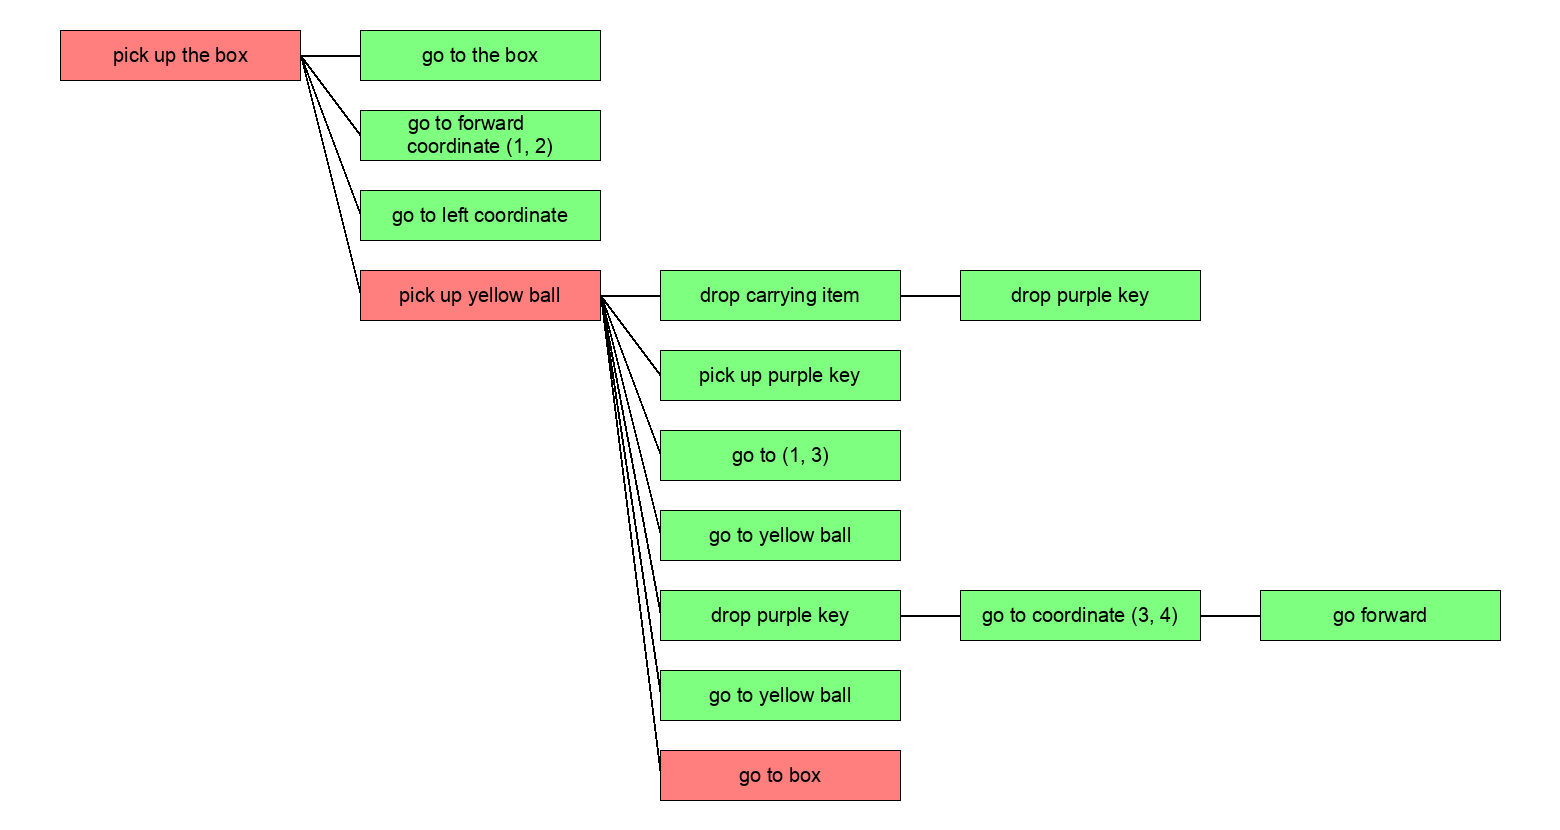 pick up the box
go to the box
go to forward
coordinate (1, 2)
go to left coordinate
pick up yellow ball
drop carrying item
drop purple key
pick up purple key
go to (1, 3)
go to yellow ball
drop purple key
go to coordinate (3, 4)
go forward
go to yellow ball
go to box